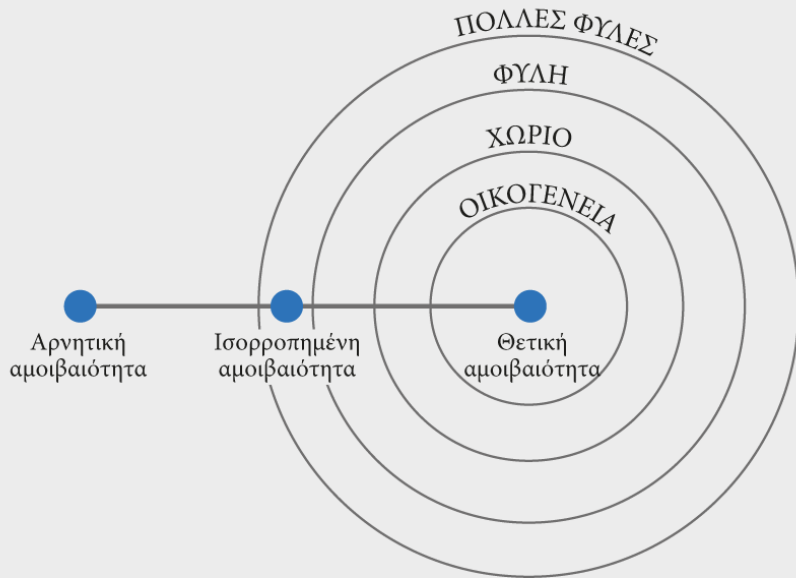 ΠΟΛΛΕΣ ΦΥΛΕΣ
ΦΥΛΗ
ΧΩΡΙΟ
ΟΙΚΟΓΕΝΕΙΑ
Αρνητική
αμοιβαιότητα
Ισορροπημένη
αμοιβαιότητα
Θετική
αμοιβαιότητα